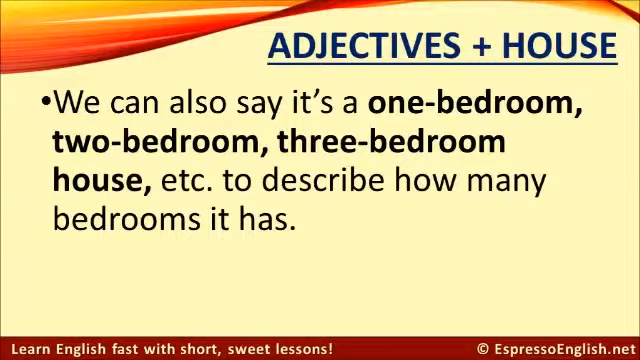 ADJECTIVES + HOUSE
•We can also say it's a one-bedroom,
two-bedroom, three-bedroom
house, etc. to describe how many
bedrooms it has.
Learn English fast with short, sweet lessons!
© EspressoEnglish.net